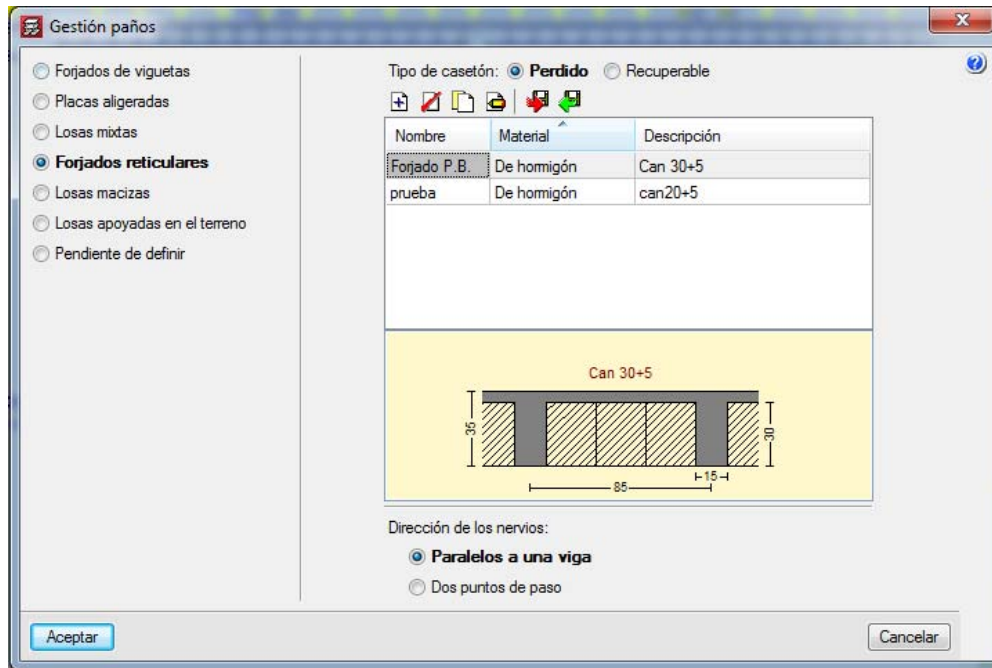 Gestión paños
Forjados de viguetas
Placas aligeradas
Losas mixtas
Forjados reticulares
Losas macizas
Losas apoyadas en el terreno
Pendiente de definir
Tipo de casetón: Perdido Recuperable
Nombre Material Descripción
Forjado P.B. De hormigón Can 30+5
prueba De hormigón can20+5
Can 30+5
35
30
15
85
Dirección de los nervios:
Paralelos a una viga
Dos puntos de paso
Aceptar Cancelar